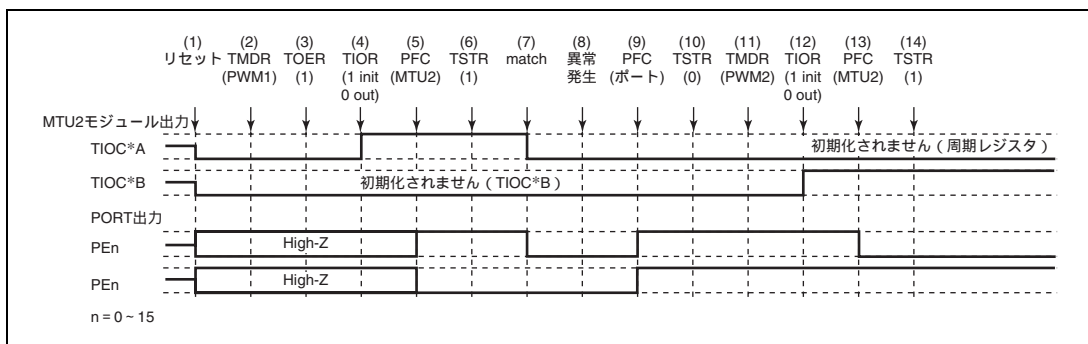 (1) (2) (3) (4) (5) (6) (7) (8) (9) (10) (11) (12) (13) (14)
リセット TMDR TOER TIOR PFC TSTR match 異常 PFC TSTR TMDR TIOR PFC TSTR
(PWM1) (1) (1 init (MTU2) (1) 発生 (ポート) (0) (PWM2) (1 init (MTU2) (1)
0 out) 0 out)
MTU2モジュール出力
TIOC*A 初期化されません(周期レジスタ)
TIOC*B 初期化されません(TIOC*B)
PORT出力
PEn High-Z
PEn High-Z
n = 0 ~ 15